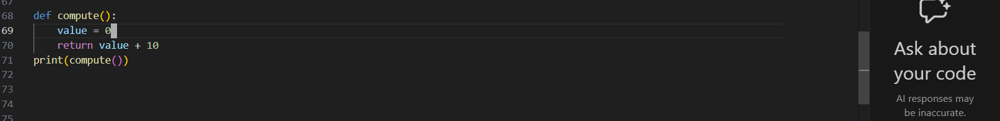 67
68 def compute():
69     value = 0
70     return value + 10
71 print(compute())
72
73
74
75
Ask about
your code
AI responses may
be inaccurate.